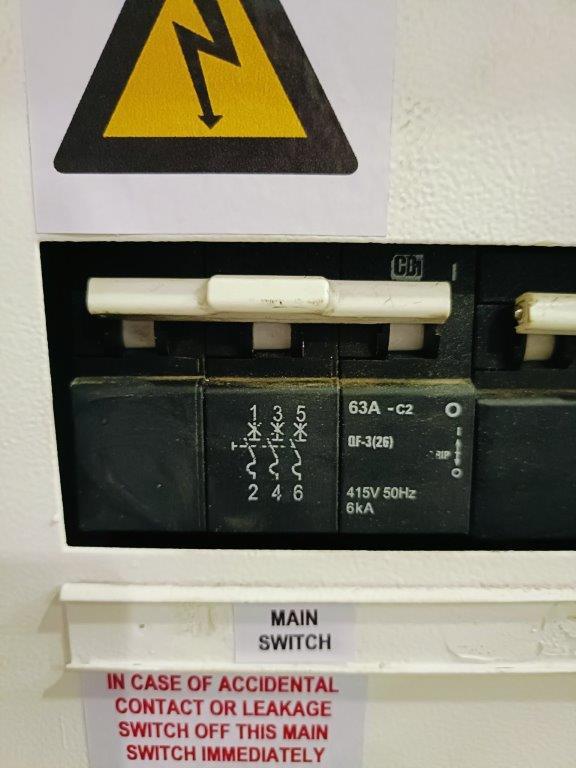 1 3 5
2 4 6
63A -C2
QF-3(26)
415V 50Hz
6kA
MAIN
SWITCH
IN CASE OF ACCIDENTAL
CONTACT OR LEAKAGE
SWITCH OFF THIS MAIN
SWITCH IMMEDIATELY